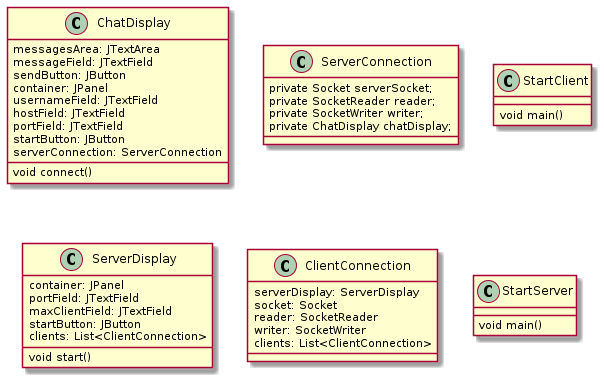 C ChatDisplay
messagesArea: JTextArea
messageField: JTextField
sendButton: JButton
container: JPanel
usernameField: JTextField
hostField: JTextField
portField: JTextField
startButton: JButton
serverConnection: ServerConnection
void connect()
C ServerConnection
private Socket serverSocket;
private SocketReader reader;
private SocketWriter writer;
private ChatDisplay chatDisplay;
C StartClient
void main()
C ServerDisplay
container: JPanel
portField: JTextField
maxClientField: JTextField
startButton: JButton
clients: List<ClientConnection>
void start()
C ClientConnection
serverDisplay: ServerDisplay
socket: Socket
reader: SocketReader
writer: SocketWriter
clients: List<ClientConnection>
C StartServer
void main()